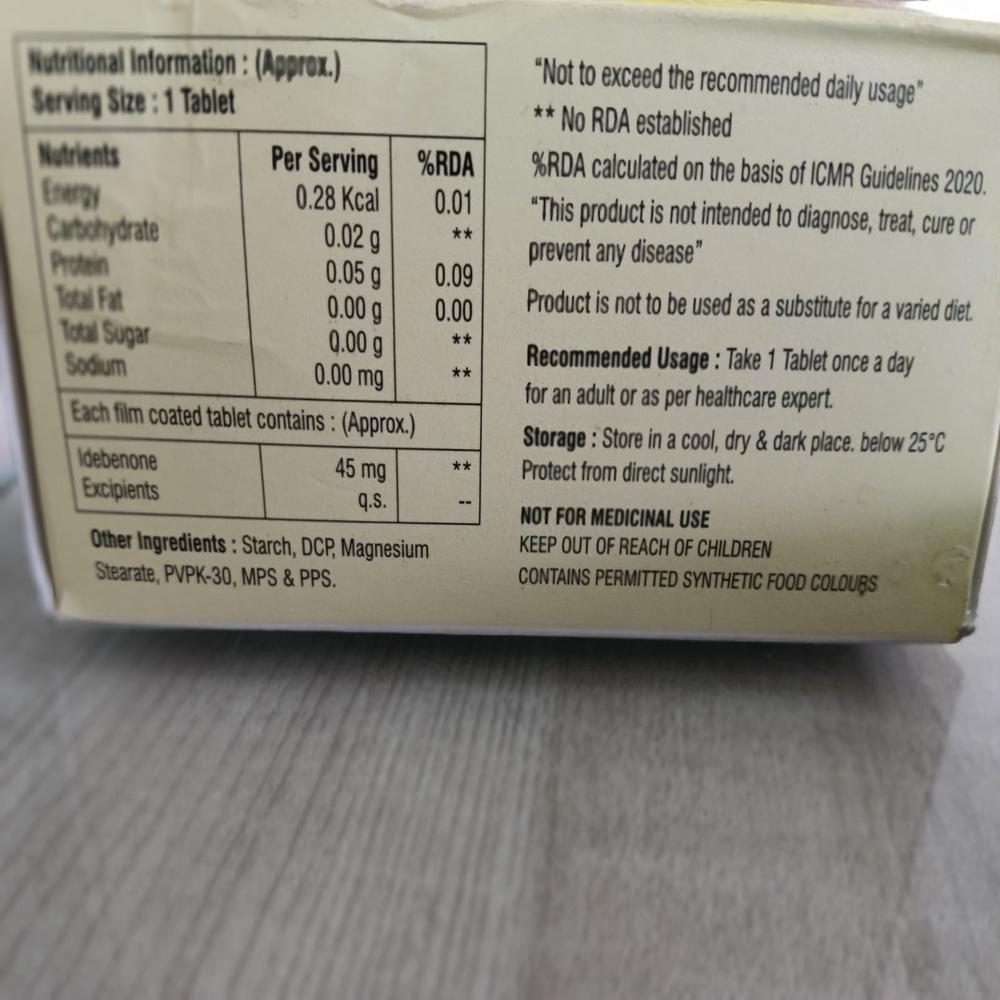 Nutritional Information : (Approx.)
Serving Size : 1 Tablet
Nutrients Per Serving %RDA
Energy 0.28 Kcal 0.01
Carbohydrate 0.02 g **
Protein 0.05 g 0.09
Total Fat 0.00 g 0.00
Total Sugar 0.00 g **
Sodium 0.00 mg **
Each film coated tablet contains : (Approx.)
Idebenone 45 mg **
Excipients q.s. --
Other Ingredients : Starch, DCP, Magnesium
Stearate, PVPK-30, MPS & PPS.
"Not to exceed the recommended daily usage"
** No RDA established
%RDA calculated on the basis of ICMR Guidelines 2020.
"This product is not intended to diagnose, treat, cure or
prevent any disease"
Product is not to be used as a substitute for a varied diet.
Recommended Usage : Take 1 Tablet once a day
for an adult or as per healthcare expert.
Storage : Store in a cool, dry & dark place. below 25°C
Protect from direct sunlight.
NOT FOR MEDICINAL USE
KEEP OUT OF REACH OF CHILDREN
CONTAINS PERMITTED SYNTHETIC FOOD COLOURS